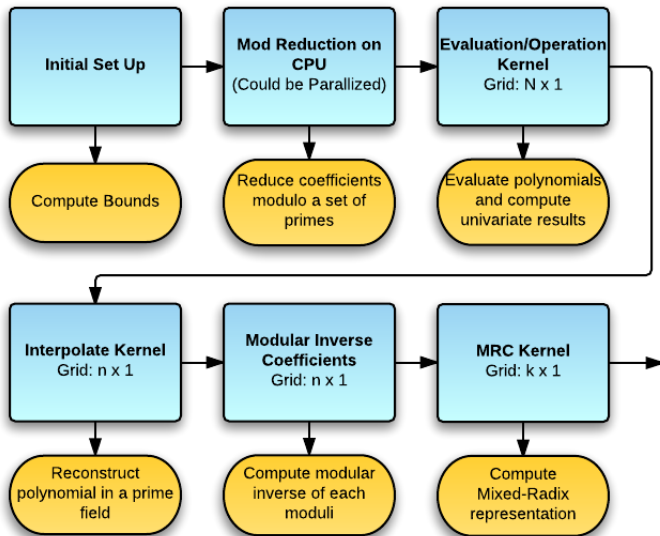 Initial Set Up
Mod Reduction on
CPU
(Could be Parallized)
Evaluation/Operation
Kernel
Grid: N x 1
Compute Bounds
Reduce coefficients
modulo a set of
primes
Evaluate polynomials
and compute
univariate results
Interpolate Kernel
Grid: n x 1
Modular Inverse
Coefficients
Grid: n x 1
MRC Kernel
Grid: k x 1
Reconstruct
polynomial in a prime
field
Compute modular
inverse of each
moduli
Compute
Mixed-Radix
representation